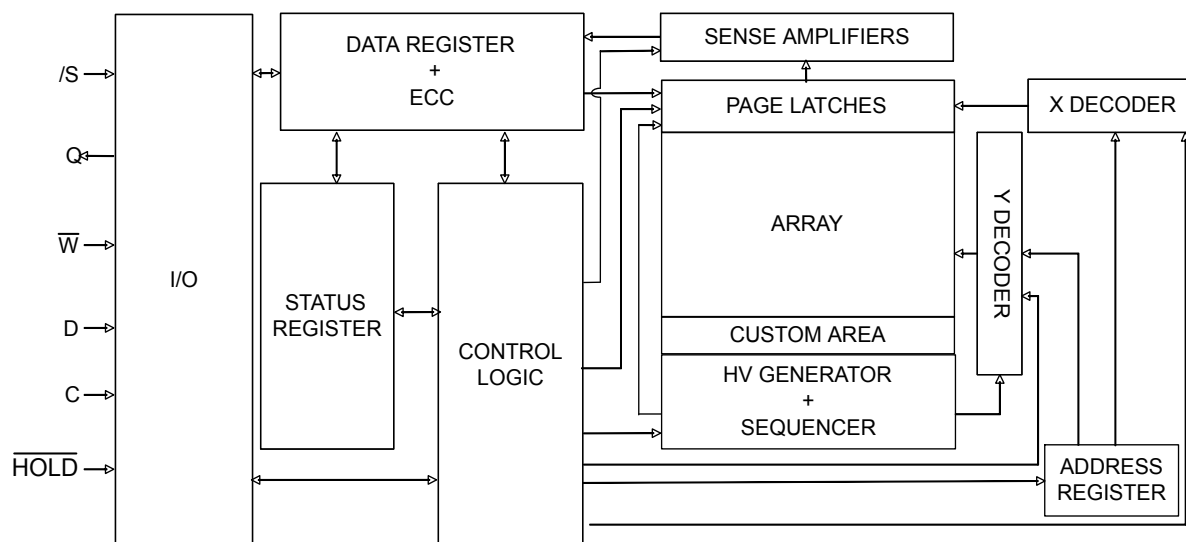 /S
Q
W
D
C
HOLD
I/O
DATA REGISTER
+
ECC
STATUS
REGISTER
CONTROL
LOGIC
SENSE AMPLIFIERS
PAGE LATCHES
ARRAY
CUSTOM AREA
HV GENERATOR
+
SEQUENCER
Y DECODER
X DECODER
ADDRESS
REGISTER